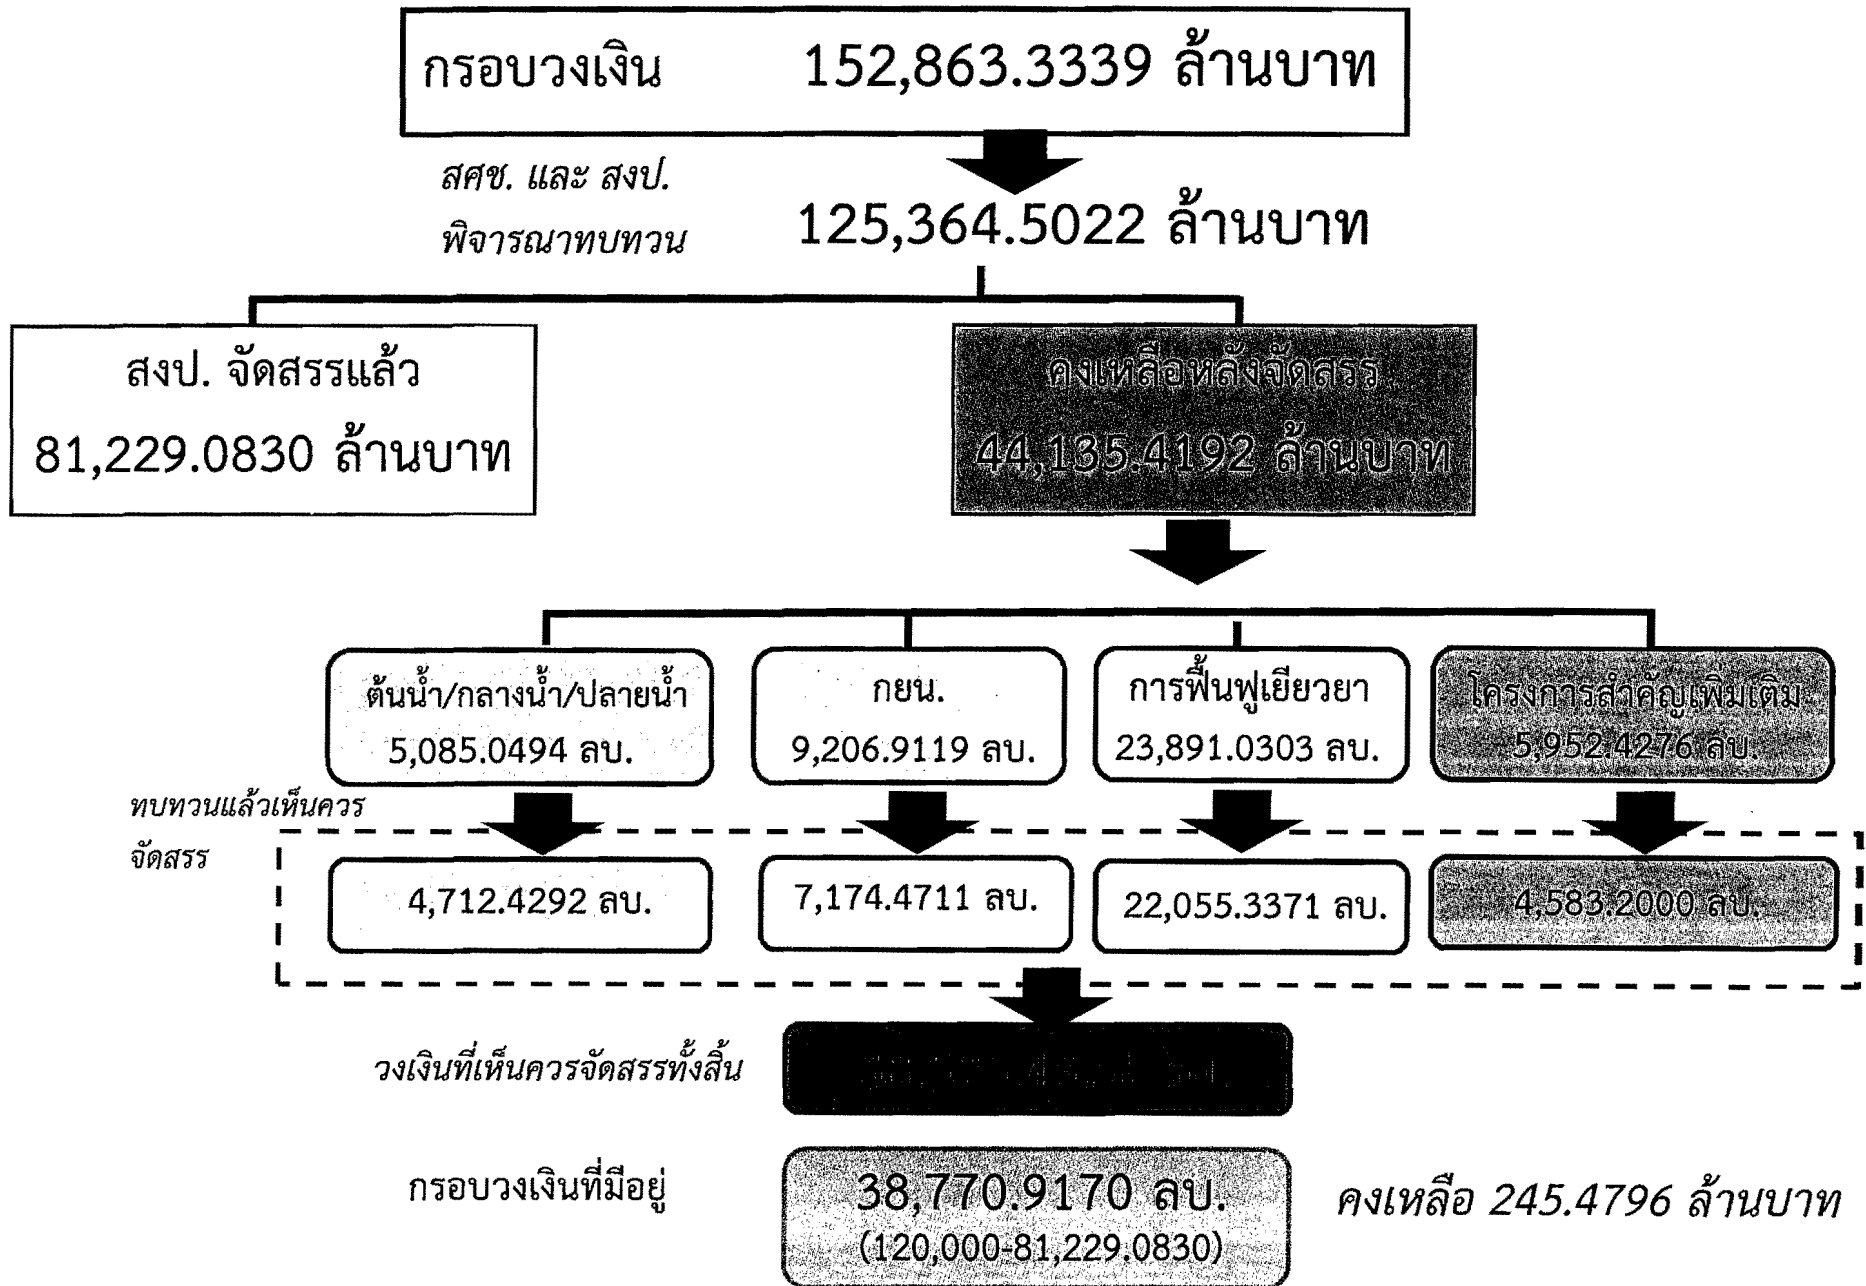 กรอบวงเงิน 152,863.3339 ล้านบาท
สศช. และ สงป.
พิจารณาทบทวน
125,364.5022 ล้านบาท
สงป. จัดสรรแล้ว
81,229.0830 ล้านบาท
คงเหลือหลังจัดสรร
44,135.4192 ล้านบาท
ต้นน้ำ/กลางน้ำ/ปลายน้ำ
5,085.0494 ลบ.
กยน.
9,206.9119 ลบ.
การฟื้นฟูเยียวยา
23,891.0303 ลบ.
โครงการสำคัญเพิ่มเติม
5,952.4276 ลบ.
ทบทวนแล้วเห็นควร
จัดสรร
4,712.4292 ลบ.
7,174.4711 ลบ.
22,055.3371 ลบ.
4,583.2000 ลบ.
วงเงินที่เห็นควรจัดสรรทั้งสิ้น
กรอบวงเงินที่มีอยู่
38,770.9170 ลบ.
(120,000-81,229.0830)
คงเหลือ 245.4796 ล้านบาท